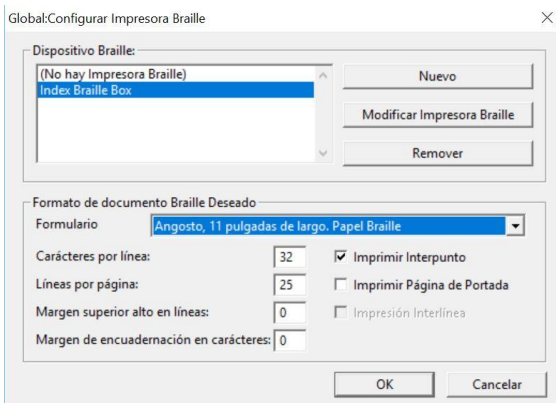 Global:Configurar Impresora Braille
Dispositivo Braille:
(No hay Impresora Braille)
Index Braille Box
Nuevo
Modificar Impresora Braille
Remover
Formato de documento Braille Deseado
Formulario
Angosto, 11 pulgadas de largo. Papel Braille
Carácteres por línea: 32
Imprimir Interpunto
Líneas por página: 25
Imprimir Página de Portada
Margen superior alto en líneas: 0
Impresión Interlínea
Margen de encuadernación en carácteres: 0
OK
Cancelar